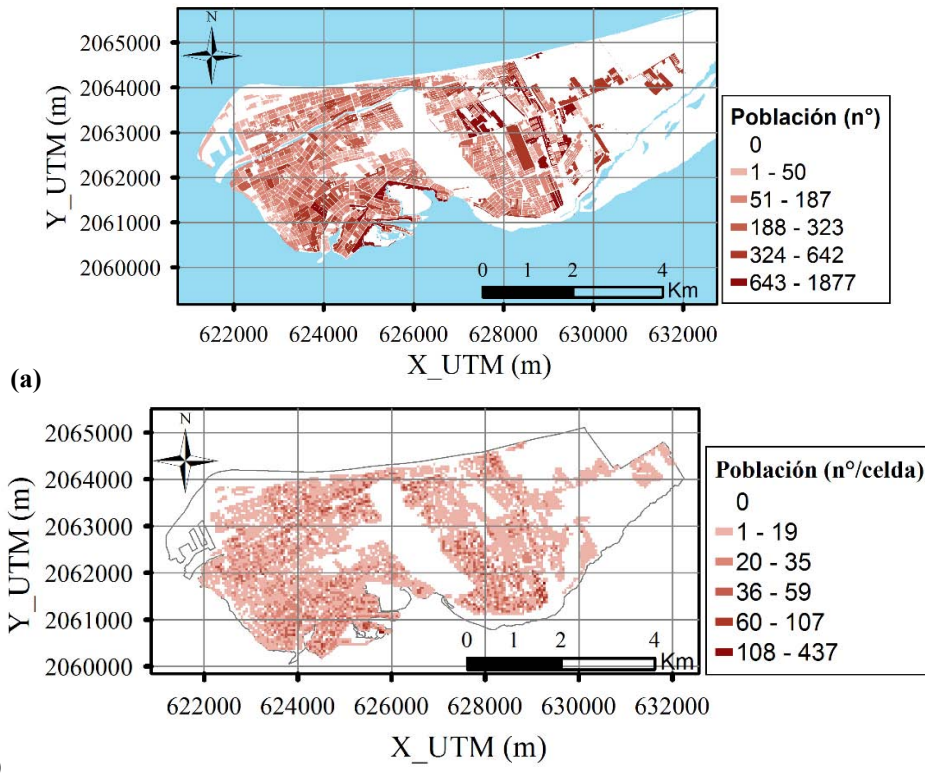 N
2065000
2064000
2063000
2062000
2061000
2060000
Y_UTM (m)
0 1 2 4
Km
622000 624000 626000 628000 630000 632000
X_UTM (m)
Población (n°)
0
1 - 50
51 - 187
188 - 323
324 - 642
643 - 1877
(a)
N
2065000
2064000
2063000
2062000
2061000
2060000
Y_UTM (m)
0 1 2 4
Km
622000 624000 626000 628000 630000 632000
X_UTM (m)
Población (n°/celda)
0
1 - 19
20 - 35
36 - 59
60 - 107
108 - 437